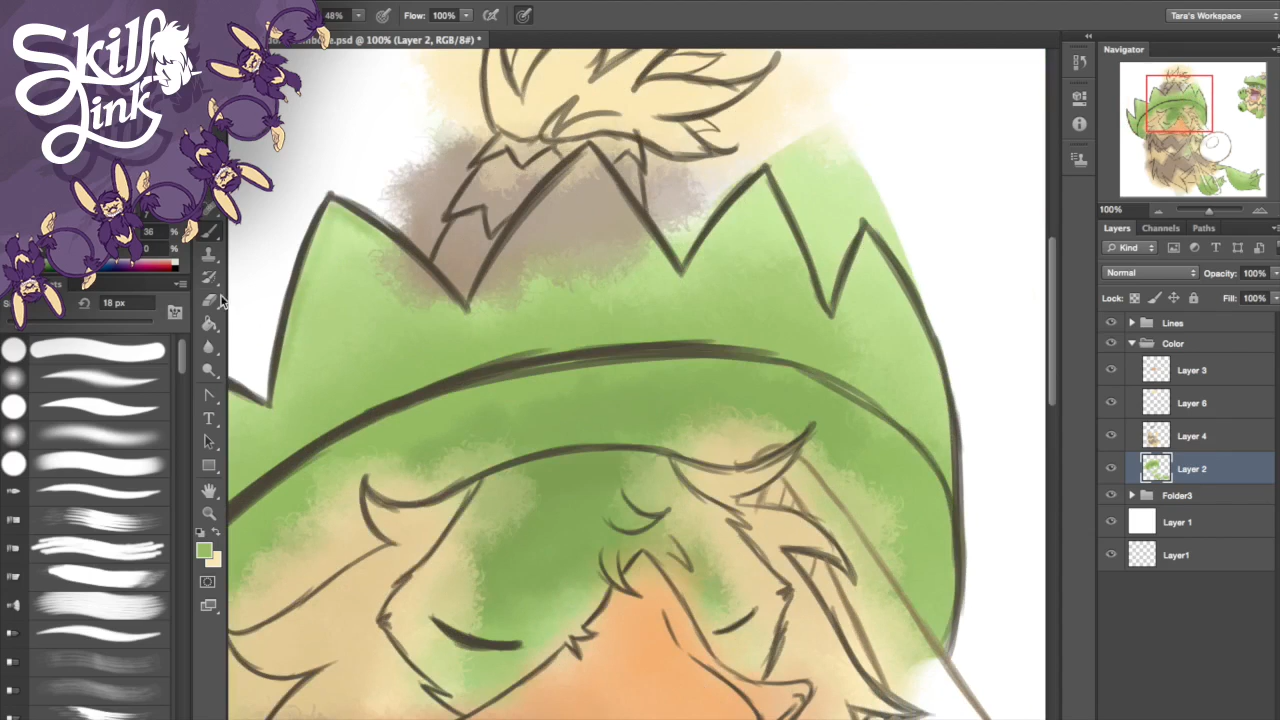 Skill
Link
48%
Flow: 100%
Tara's Workspace
.psd @ 100% (Layer 2, RGB/8#) *
Navigator
100%
Layers Channels Paths
Kind
Normal
Opacity: 100%
Lock:
Fill: 100%
Lines
Color
Layer 3
Layer 6
Layer 4
Layer 2
Folder3
Layer 1
Layer1
36 %
0 %
18 px
T